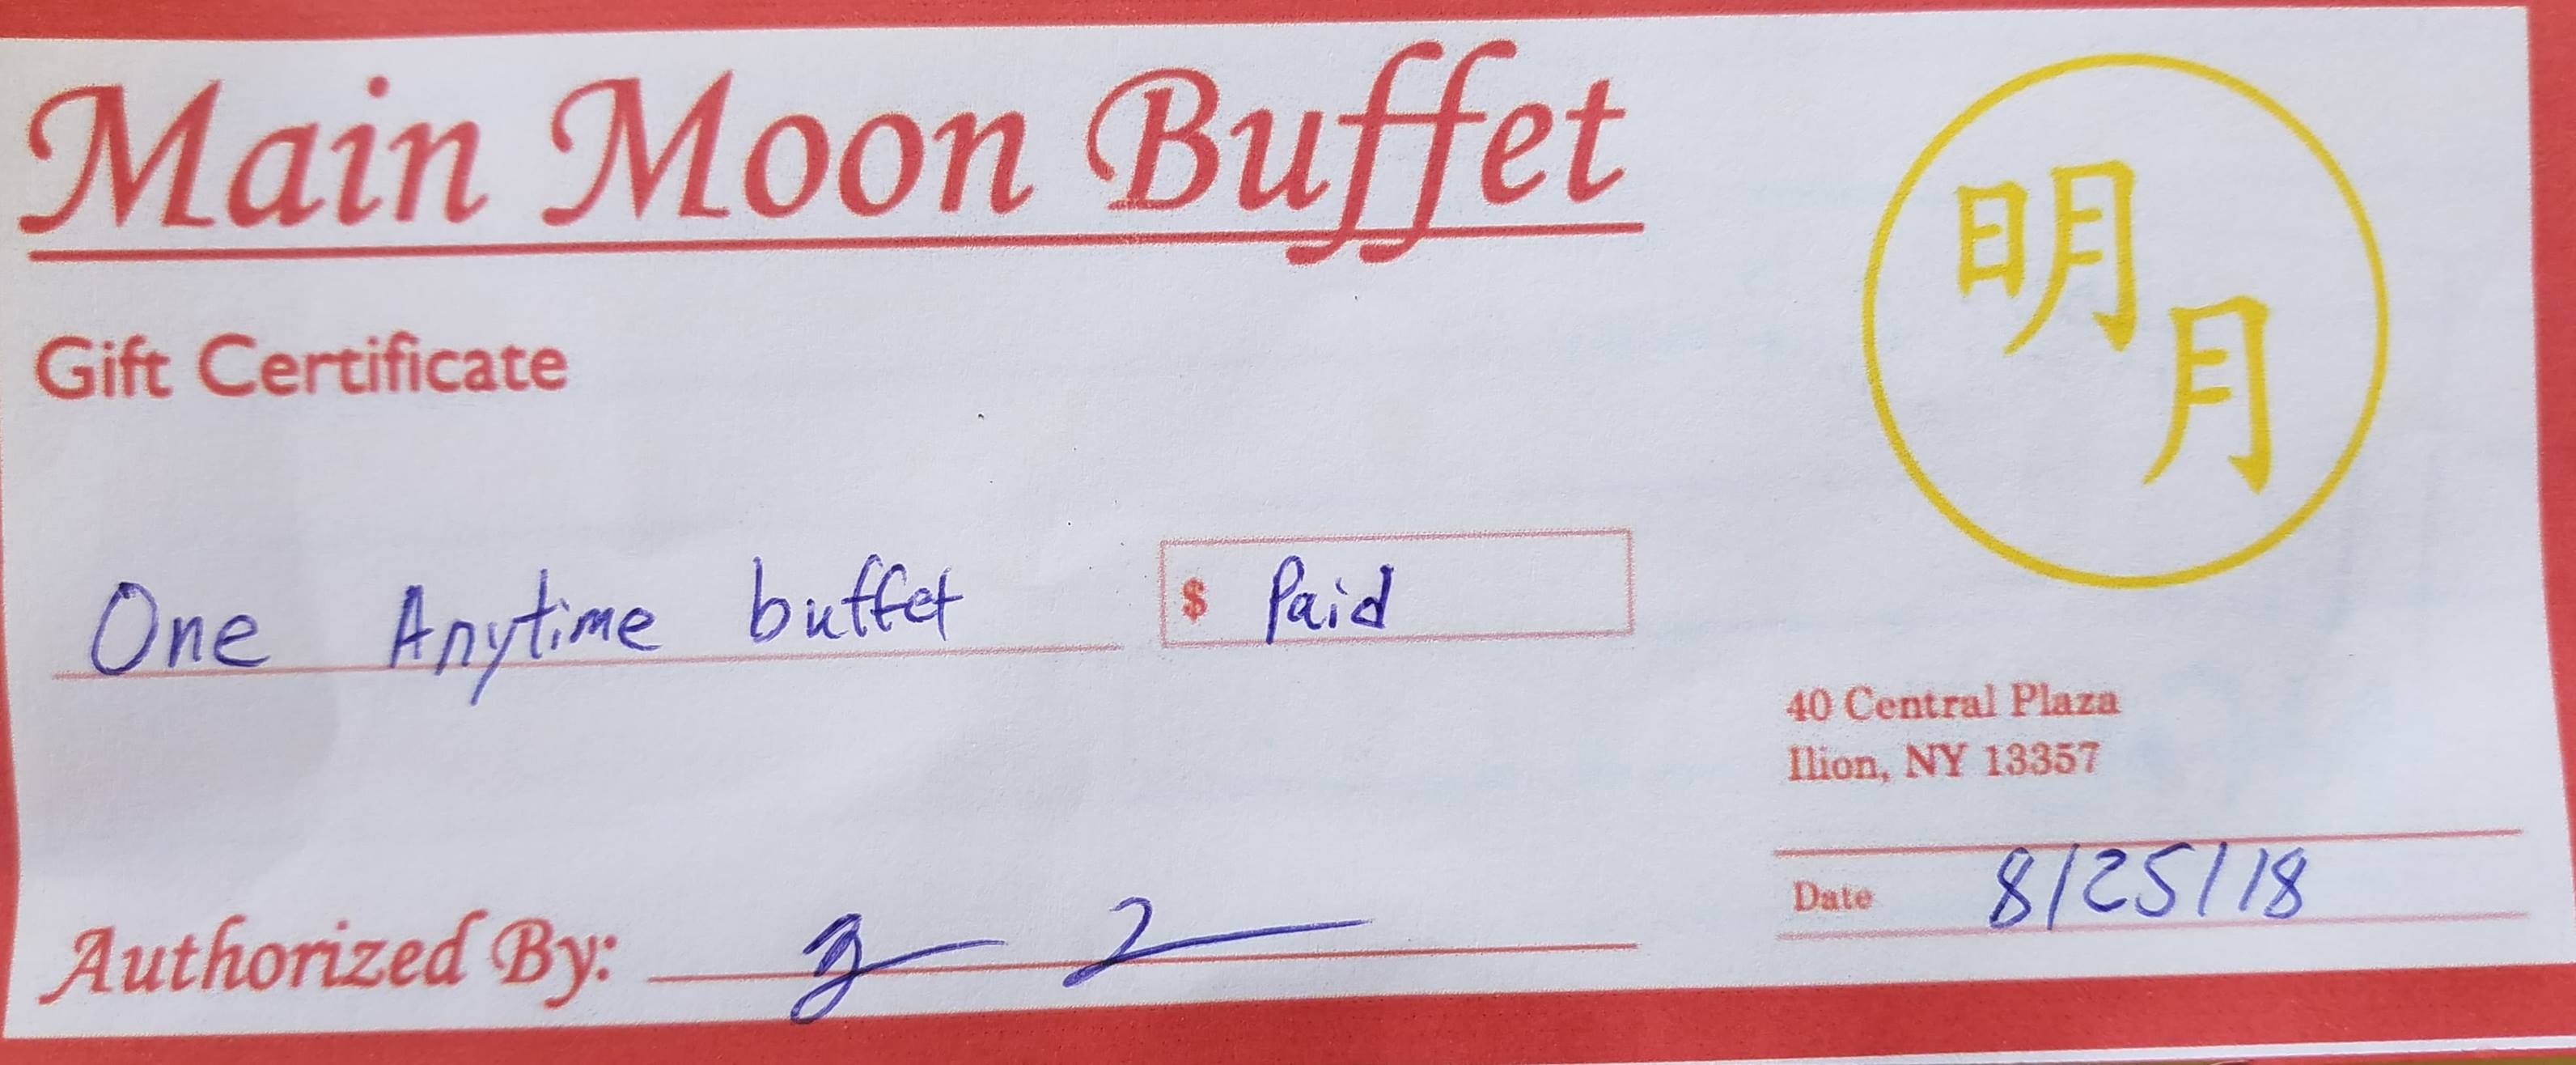 Main Moon Buffet
明
月
Gift Certificate
One Anytime buffet $ Paid
40 Central Plaza
Ilion, NY 13357
Date 8/25/18
Authorized By: